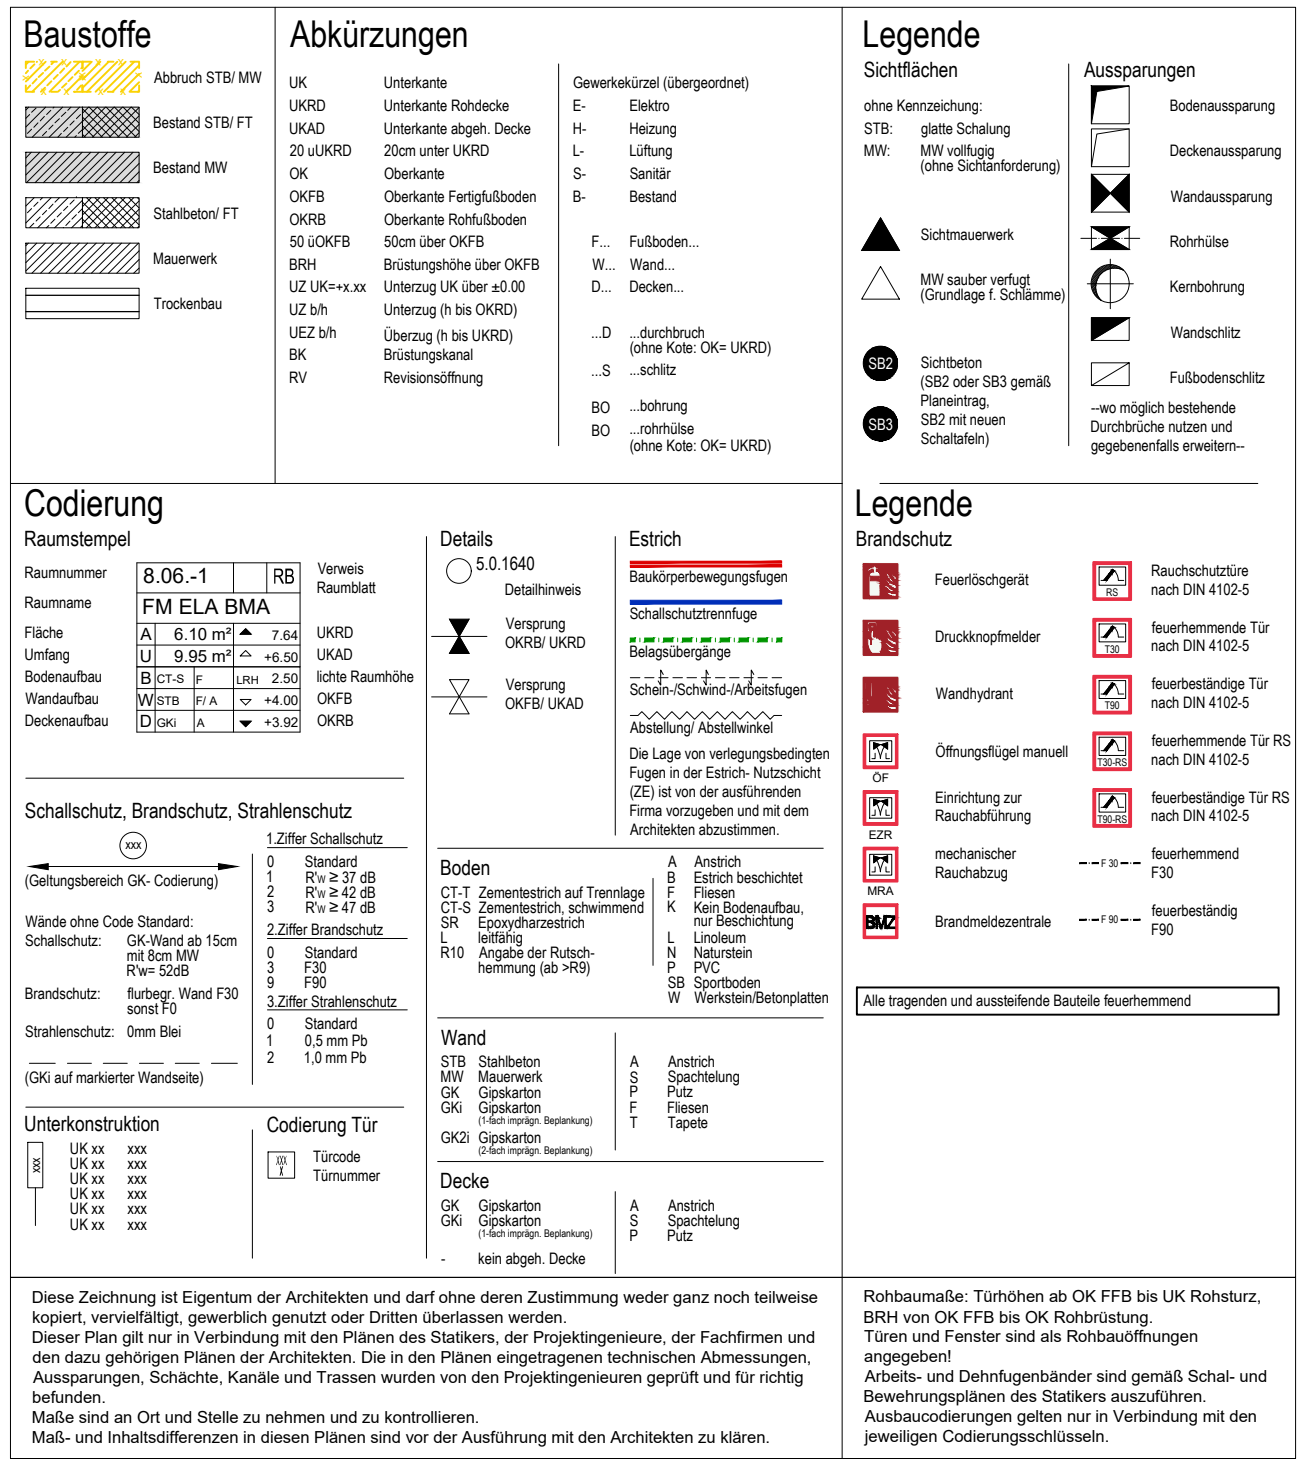 Baustoffe
Abbruch STB/ MW
Bestand STB/ FT
Bestand MW
Stahlbeton/ FT
Mauerwerk
Trockenbau
Abkürzungen
UK Unterkante
UKRD Unterkante Rohdecke
UKAD Unterkante abgeh. Decke
20 uUKRD 20cm unter UKRD
OK Oberkante
OKFB Oberkante Fertigfußboden
OKRB Oberkante Rohfußboden
50 üOKFB 50cm über OKFB
BRH Brüstungshöhe über OKFB
UZ UK=+x.xx Unterzug UK über ±0.00
UZ b/h Unterzug (h bis OKRD)
UEZ b/h Überzug (h bis UKRD)
BK Brüstungskanal
RV Revisionsöffnung
Gewerkekürzel (übergeordnet)
E- Elektro
H- Heizung
L- Lüftung
S- Sanitär
B- Bestand
F... Fußboden...
W... Wand...
D... Decken...
...D ...durchbruch
(ohne Kote: OK= UKRD)
...S ...schlitz
BO ...bohrung
BO ...rohrhülse
(ohne Kote: OK= UKRD)
Legende
Sichtflächen
ohne Kennzeichung:
STB: glatte Schalung
MW: MW vollfugig
(ohne Sichtanforderung)
Sichtmauerwerk
MW sauber verfugt
(Grundlage f. Schlämme)
SB2 Sichtbeton
(SB2 oder SB3 gemäß
Planeintrag,
SB3 SB2 mit neuen
Schaltafeln)
Aussparungen
Bodenaussparung
Deckenaussparung
Wandaussparung
Rohrhülse
Kernbohrung
Wandschlitz
Fußbodenschlitz
--wo möglich bestehende
Durchbrüche nutzen und
gegebenenfalls erweitern--
Codierung
Raumstempel
Raumnummer 8.06.-1 RB Verweis
Raumblatt
Raumname FM ELA BMA
Fläche A 6.10 m² 7.64 UKRD
Umfang U 9.95 m² +6.50 UKAD
Bodenaufbau B CT-S F LRH 2.50 lichte Raumhöhe
Wandaufbau W STB F/ A +4.00 OKFB
Deckenaufbau D GKi A +3.92 OKRB
Schallschutz, Brandschutz, Strahlenschutz
xxx
(Geltungsbereich GK- Codierung)
Wände ohne Code Standard:
Schallschutz: GK-Wand ab 15cm
mit 8cm MW
R'w= 52dB
Brandschutz: flurbegr. Wand F30
sonst F0
Strahlenschutz: 0mm Blei
(GKi auf markierter Wandseite)
1.Ziffer Schallschutz
0 Standard
1 R'w ≥ 37 dB
2 R'w ≥ 42 dB
3 R'w ≥ 47 dB
2.Ziffer Brandschutz
0 Standard
3 F30
9 F90
3.Ziffer Strahlenschutz
0 Standard
1 0,5 mm Pb
2 1,0 mm Pb
Unterkonstruktion
xxx
UK xx xxx
UK xx xxx
UK xx xxx
UK xx xxx
UK xx xxx
UK xx xxx
Codierung Tür
XXX Türcode
X Türnummer
Details
5.0.1640
Detailhinweis
Versprung
OKRB/ UKRD
Versprung
OKFB/ UKAD
Estrich
Baukörperbewegungsfugen
Schallschutztrennfuge
Belagsübergänge
Schein-/Schwind-/Arbeitsfugen
Abstellung/ Abstellwinkel
Die Lage von verlegungsbedingten
Fugen in der Estrich- Nutzschicht
(ZE) ist von der ausführenden
Firma vorzugeben und mit dem
Architekten abzustimmen.
Boden
CT-T Zementestrich auf Trennlage
CT-S Zementestrich, schwimmend
SR Epoxydharzestrich
L leitfähig
R10 Angabe der Rutsch-
hemmung (ab >R9)
A Anstrich
B Estrich beschichtet
F Fliesen
K Kein Bodenaufbau,
nur Beschichtung
L Linoleum
N Naturstein
P PVC
SB Sportboden
W Werkstein/Betonplatten
Wand
STB Stahlbeton
MW Mauerwerk
GK Gipskarton
GKi Gipskarton
(1-fach imprägn. Beplankung)
GK2i Gipskarton
(2-fach imprägn. Beplankung)
A Anstrich
S Spachtelung
P Putz
F Fliesen
T Tapete
Decke
GK Gipskarton
GKi Gipskarton
(1-fach imprägn. Beplankung)
- kein abgeh. Decke
A Anstrich
S Spachtelung
P Putz
Legende
Brandschutz
Feuerlöschgerät
Druckknopfmelder
Wandhydrant
Öffnungsflügel manuell
ÖF
Einrichtung zur
Rauchabführung
EZR
mechanischer
Rauchabzug
MRA
BMZ Brandmeldezentrale
RS Rauchschutztüre
nach DIN 4102-5
T30 feuerhemmende Tür
nach DIN 4102-5
T90 feuerbeständige Tür
nach DIN 4102-5
T30-RS feuerhemmende Tür RS
nach DIN 4102-5
T90-RS feuerbeständige Tür RS
nach DIN 4102-5
F 30 feuerhemmend
F30
F 90 feuerbeständig
F90
Alle tragenden und aussteifende Bauteile feuerhemmend
Diese Zeichnung ist Eigentum der Architekten und darf ohne deren Zustimmung weder ganz noch teilweise
kopiert, vervielfältigt, gewerblich genutzt oder Dritten überlassen werden.
Dieser Plan gilt nur in Verbindung mit den Plänen des Statikers, der Projektingenieure, der Fachfirmen und
den dazu gehörigen Plänen der Architekten. Die in den Plänen eingetragenen technischen Abmessungen,
Aussparungen, Schächte, Kanäle und Trassen wurden von den Projektingenieuren geprüft und für richtig
befunden.
Maße sind an Ort und Stelle zu nehmen und zu kontrollieren.
Maß- und Inhaltsdifferenzen in diesen Plänen sind vor der Ausführung mit den Architekten zu klären.
Rohbaumaße: Türhöhen ab OK FFB bis UK Rohsturz,
BRH von OK FFB bis OK Rohbrüstung.
Türen und Fenster sind als Rohbauöffnungen
angegeben!
Arbeits- und Dehnfugenbänder sind gemäß Schal- und
Bewehrungsplänen des Statikers auszuführen.
Ausbaucodierungen gelten nur in Verbindung mit den
jeweiligen Codierungsschlüsseln.